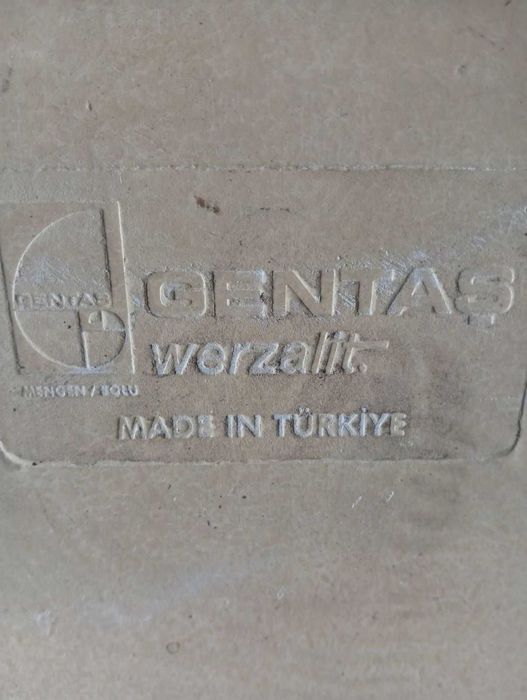 GENTAŞ
GENTAŞ
werzalit
MENGEN / BOLU
MADE IN TÜRKİYE